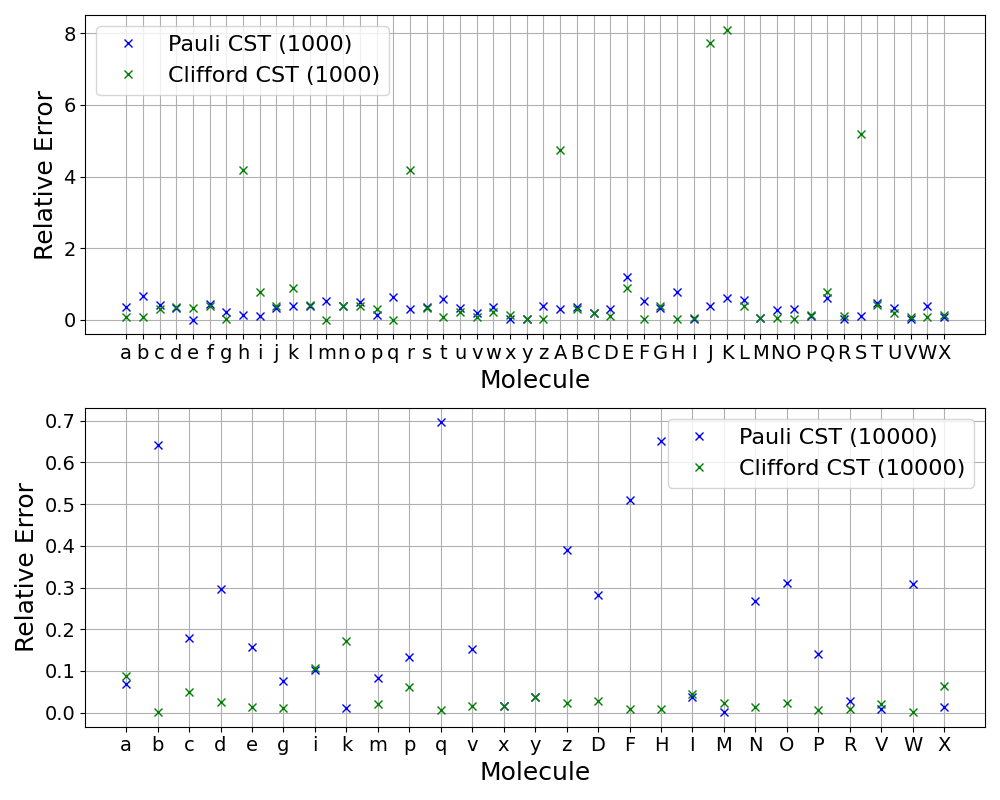 Relative Error
8
6
4
2
0
Pauli CST (1000)
Clifford CST (1000)
a b c d e f g h i j k l m n o p q r s t u v w x y z A B C D E F G H I J K L M N O P Q R S T U V W X
Molecule
Relative Error
0.7
0.6
0.5
0.4
0.3
0.2
0.1
0.0
Pauli CST (10000)
Clifford CST (10000)
a b c d e g i k m p q v x y z D F H I M N O P R V W X
Molecule